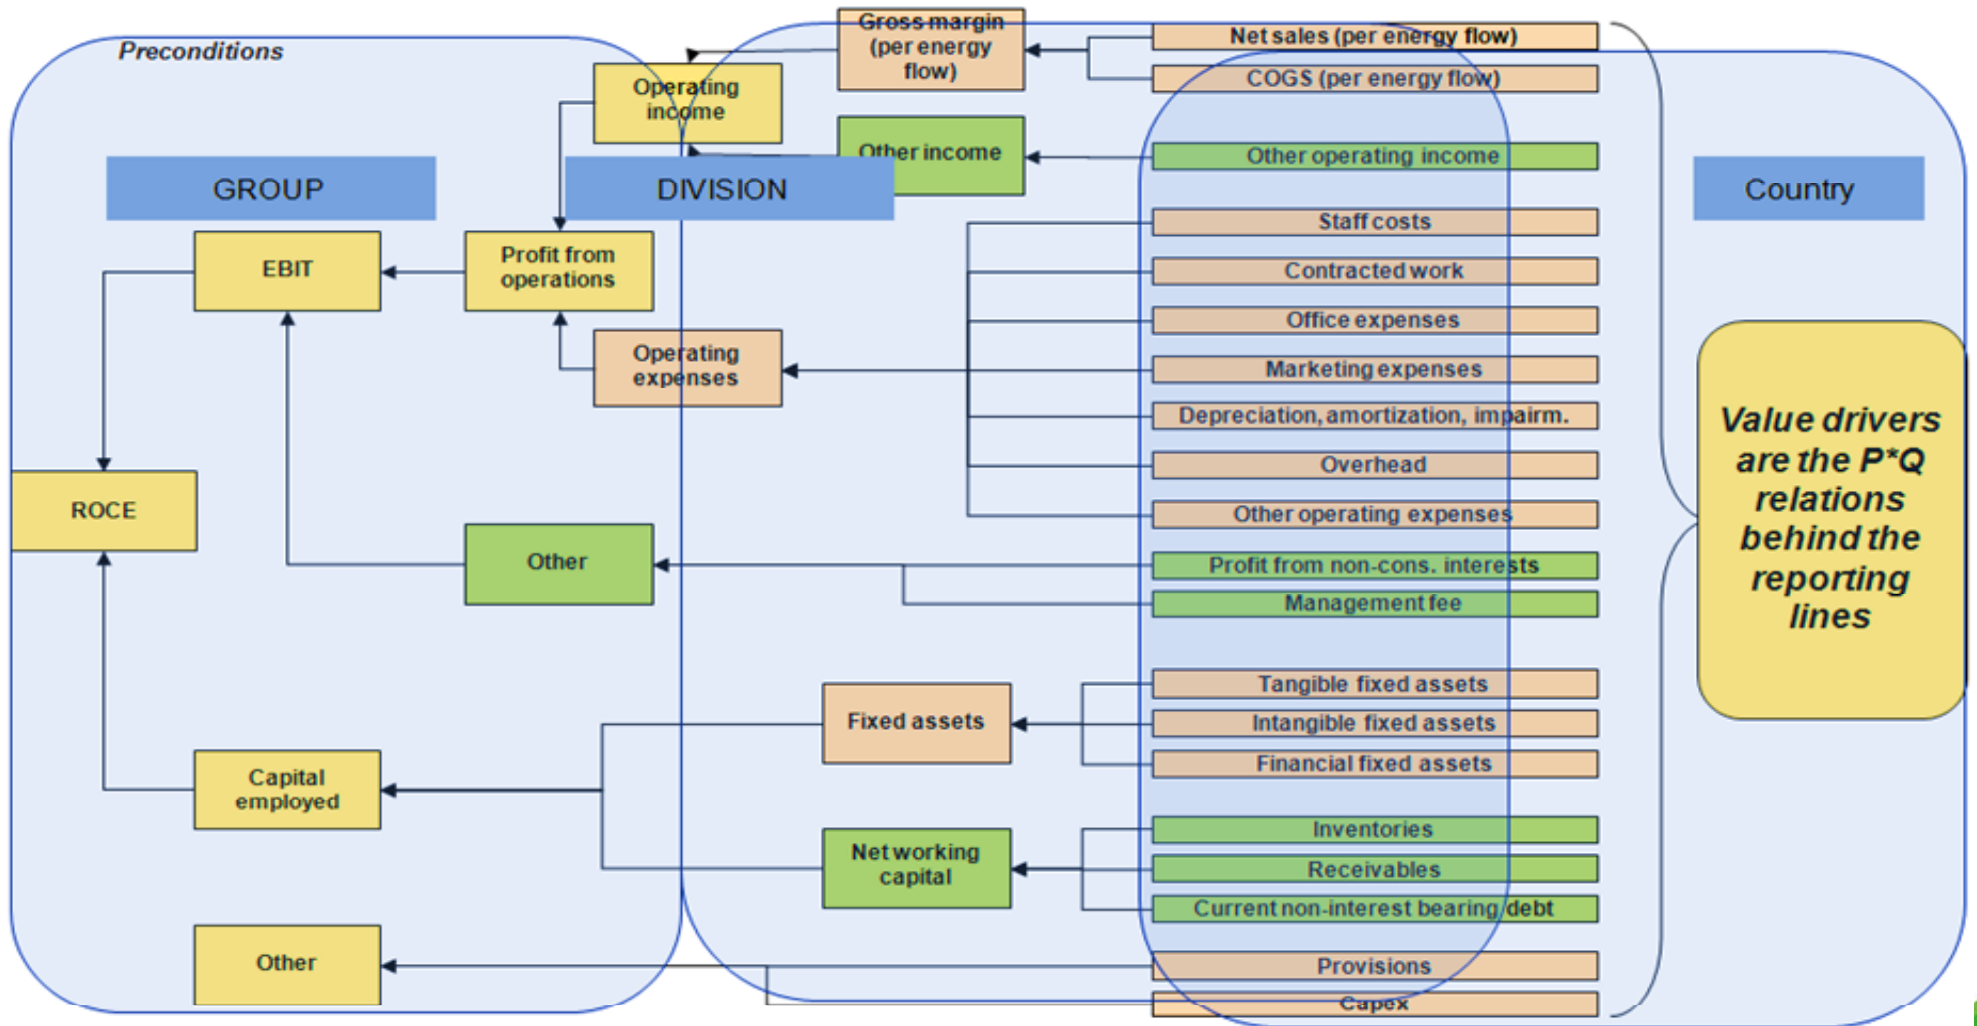 Preconditions
Gross margin
(per energy
flow)
Net sales (per energy flow)
COGS (per energy flow)
Operating
income
Other income
Other operating income
GROUP
DIVISION
Country
Staff costs
EBIT
Profit from
operations
Contracted work
Office expenses
Operating
expenses
Marketing expenses
Depreciation, amortization, impairm.
Overhead
Other operating expenses
ROCE
Value drivers
are the P*Q
relations
behind the
reporting
lines
Other
Profit from non-cons. interests
Management fee
Tangible fixed assets
Fixed assets
Intangible fixed assets
Financial fixed assets
Capital
employed
Inventories
Net working
capital
Receivables
Current non-interest bearing debt
Other
Provisions
Capex